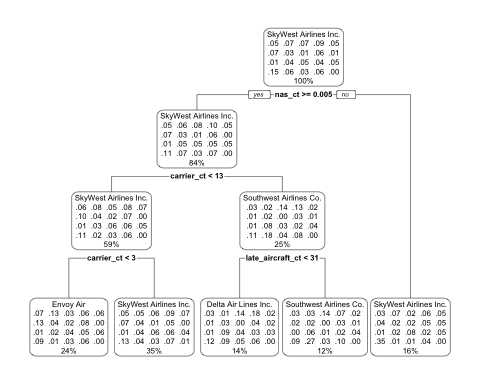 SkyWest Airlines Inc.
.05 .07 .07 .09 .05
.07 .03 .01 .06 .01
.01 .04 .05 .04 .05
.15 .06 .03 .06 .00
100%
yes nas_ct >= 0.005 no
SkyWest Airlines Inc.
.05 .06 .08 .10 .05
.07 .03 .01 .06 .00
.01 .05 .05 .05 .05
.11 .07 .03 .07 .00
84%
carrier_ct < 13
SkyWest Airlines Inc.
.06 .08 .05 .08 .07
.10 .04 .02 .07 .00
.01 .03 .06 .06 .05
.11 .02 .03 .06 .00
59%
Southwest Airlines Co.
.03 .02 .14 .13 .02
.01 .02 .00 .03 .01
.01 .08 .03 .02 .04
.11 .18 .04 .08 .00
25%
carrier_ct < 3
late_aircraft_ct < 31
Envoy Air
.07 .13 .03 .06 .06
.13 .04 .02 .08 .00
.01 .02 .04 .05 .06
.09 .01 .03 .06 .00
24%
SkyWest Airlines Inc.
.05 .05 .06 .09 .07
.07 .04 .01 .05 .00
.01 .04 .06 .06 .04
.13 .04 .03 .07 .01
35%
Delta Air Lines Inc.
.03 .01 .14 .18 .02
.01 .03 .00 .04 .02
.01 .09 .04 .03 .03
.12 .09 .05 .06 .00
14%
Southwest Airlines Co.
.03 .03 .14 .07 .02
.02 .02 .00 .03 .01
.00 .06 .01 .02 .04
.09 .27 .03 .10 .00
12%
SkyWest Airlines Inc.
.03 .07 .02 .06 .05
.04 .02 .02 .05 .05
.01 .01 .02 .02 .05
.35 .01 .01 .04 .00
16%